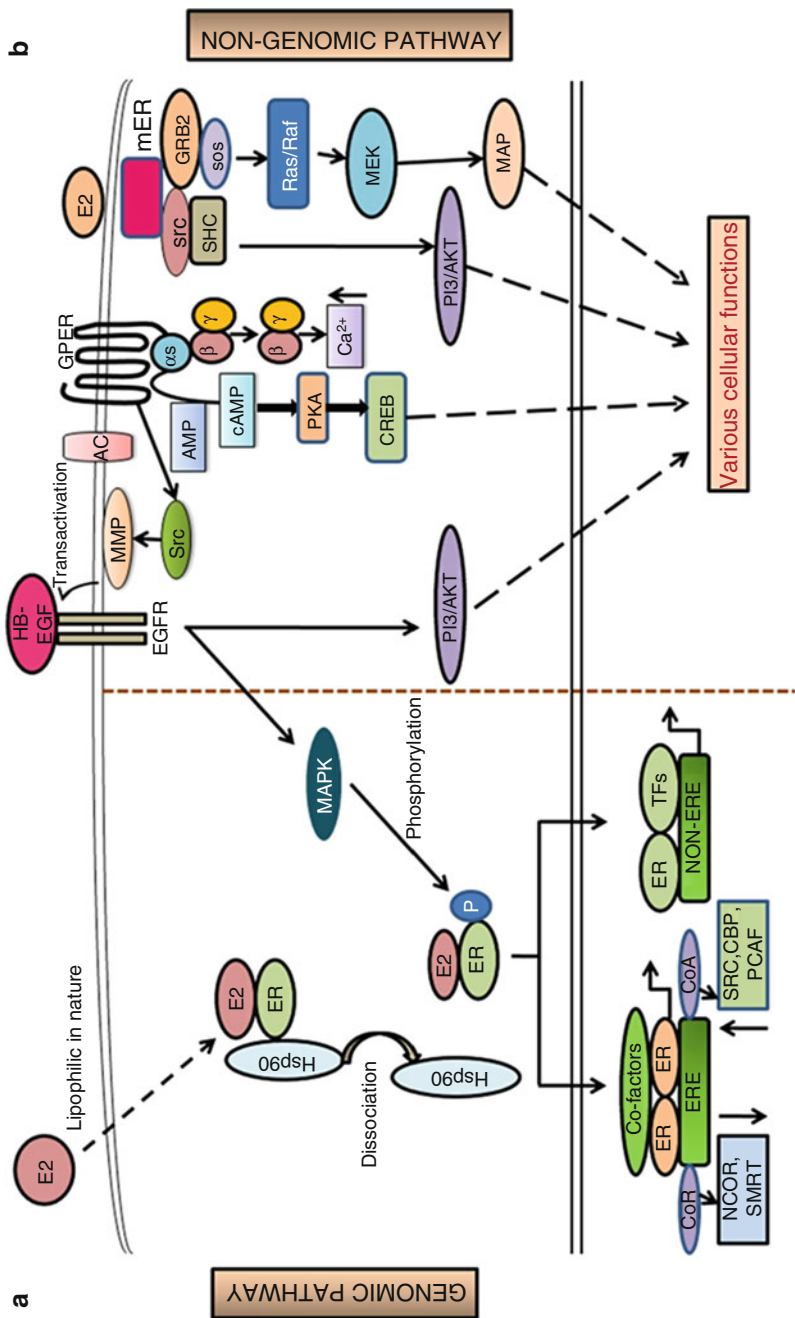 a
GENOMIC PATHWAY
b
NON-GENOMIC PATHWAY
E2
Lipophilic in nature
E2
ER
Hsp90
Dissociation
Hsp90
E2
ER
P
Phosphorylation
MAPK
Co-factors
ER
ER
ERE
CoR
NCOR,
SMRT
CoA
SRC,CBP,
PCAF
ER
TFs
NON-ERE
HB-
EGF
EGFR
Transactivation
MMP
Src
AC
GPER
αs
β
γ
β
γ
Ca2+
AMP
cAMP
PKA
CREB
PI3/AKT
E2
mER
src
SHC
GRB2
sos
Ras/Raf
MEK
MAP
PI3/AKT
Various cellular functions